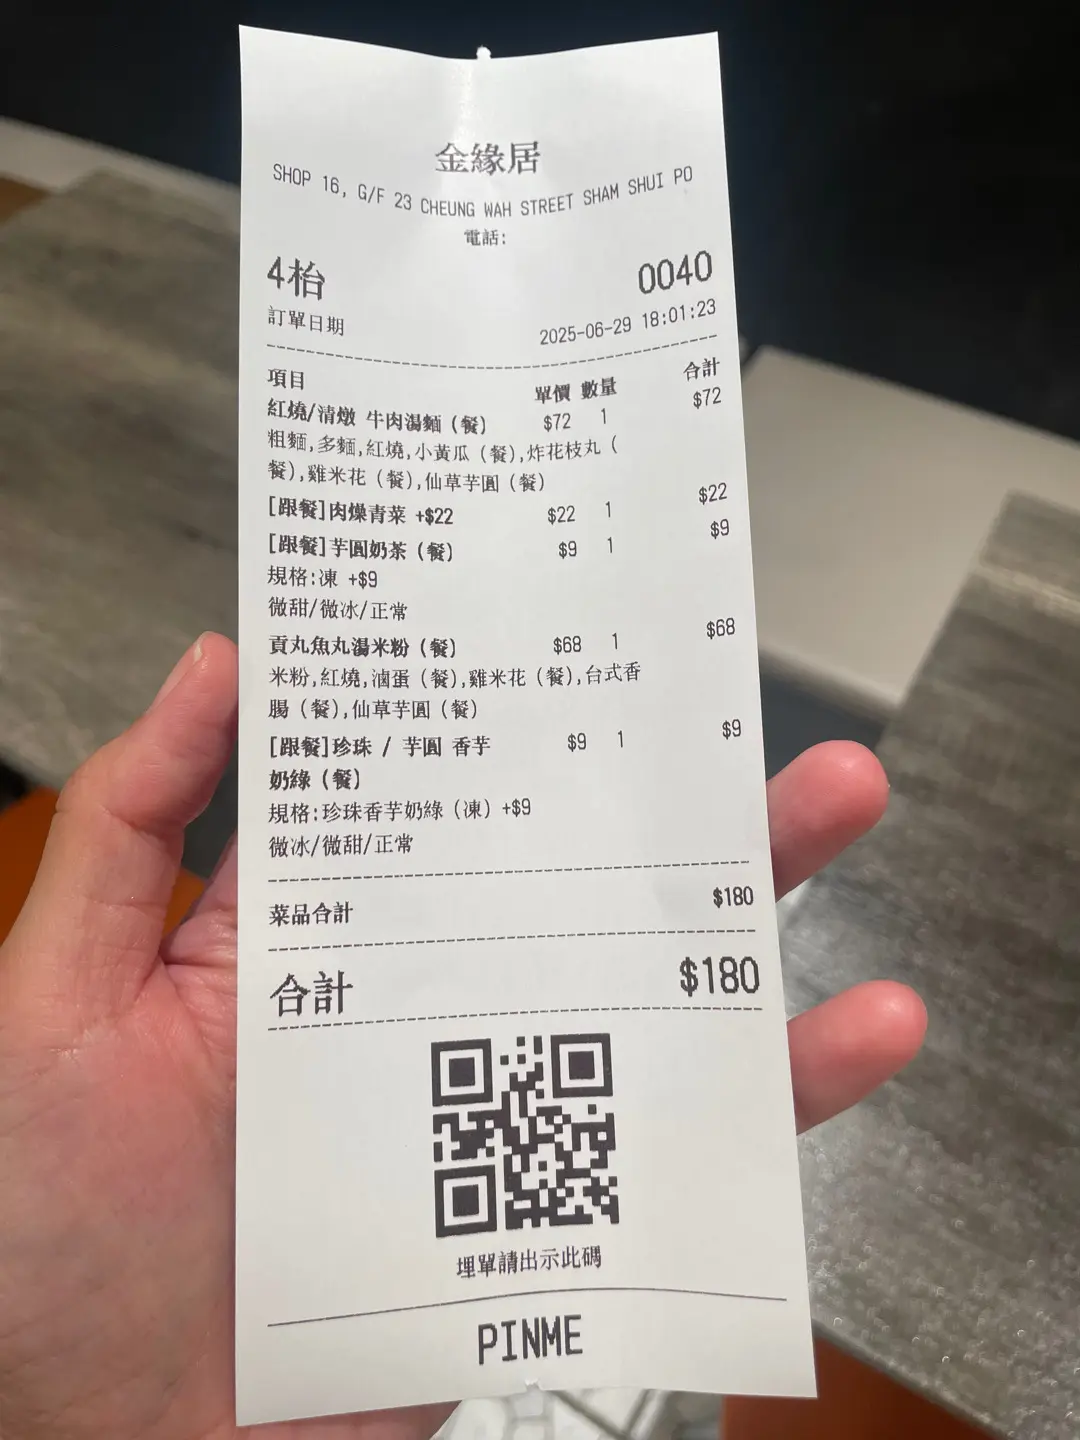 金緣居
SHOP 16, G/F 23 CHEUNG WAH STREET SHAM SHUI PO
電話:
4枱 0040
訂單日期 2025-06-29 18:01:23
項目 單價 數量 合計
紅燒/清燉 牛肉湯麵（餐） $72 1 $72
粗麵,多麵,紅燒,小黃瓜（餐）,炸花枝丸（
餐）,雞米花（餐）,仙草芋圓（餐）
[跟餐]肉燥青菜 +$22 $22 1 $22
[跟餐]芋圓奶茶（餐） $9 1 $9
規格:凍 +$9
微甜/微冰/正常
貢丸魚丸湯米粉（餐） $68 1 $68
米粉,紅燒,滷蛋（餐）,雞米花（餐）,台式香
腸（餐）,仙草芋圓（餐）
[跟餐]珍珠 / 芋圓 香芋 $9 1 $9
奶綠（餐）
規格:珍珠香芋奶綠（凍）+$9
微冰/微甜/正常
菜品合計 $180
合計 $180
埋單請出示此碼
PINME